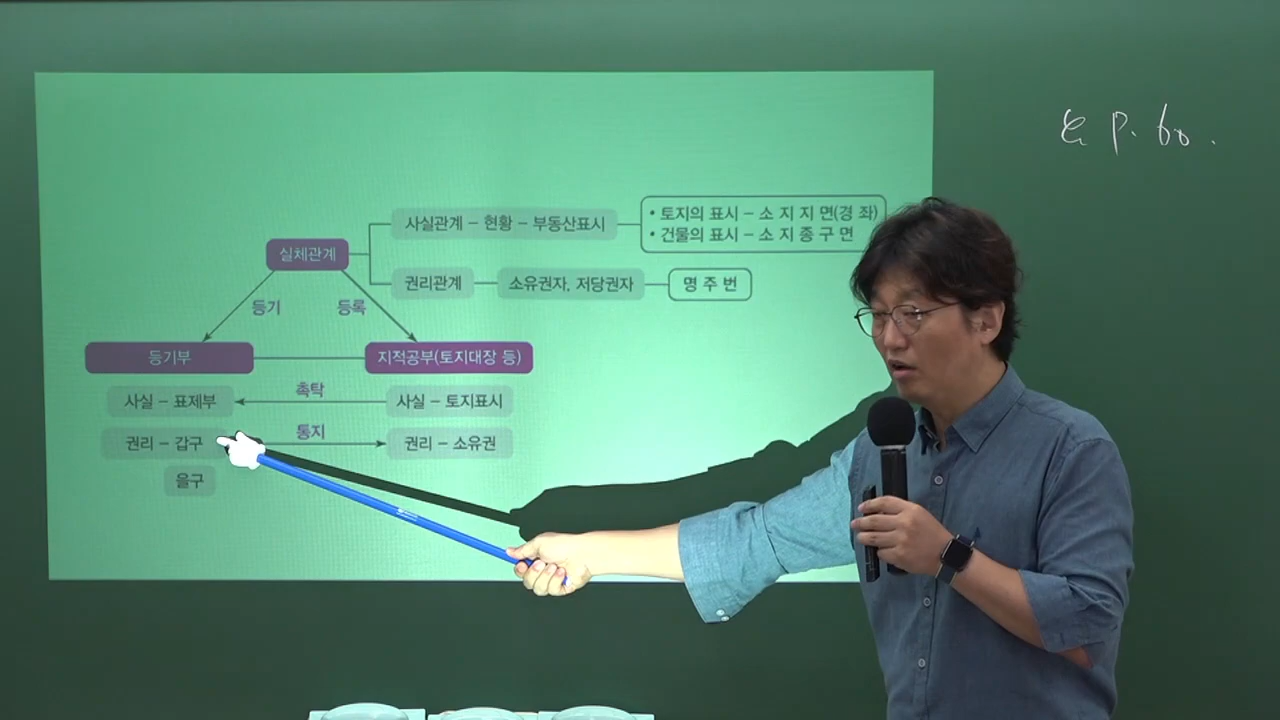 & P. 60.
사실관계 – 현황 – 부동산표시
• 토지의 표시 – 소 지 지 면(경 좌)
• 건물의 표시 – 소 지 종 구 면
실체관계
권리관계 소유권자, 저당권자 명 주 번
등기 등록
등기부 지적공부(토지대장 등)
사실 – 표제부 촉탁 사실 – 토지표시
권리 – 갑구 통지 권리 – 소유권
을구